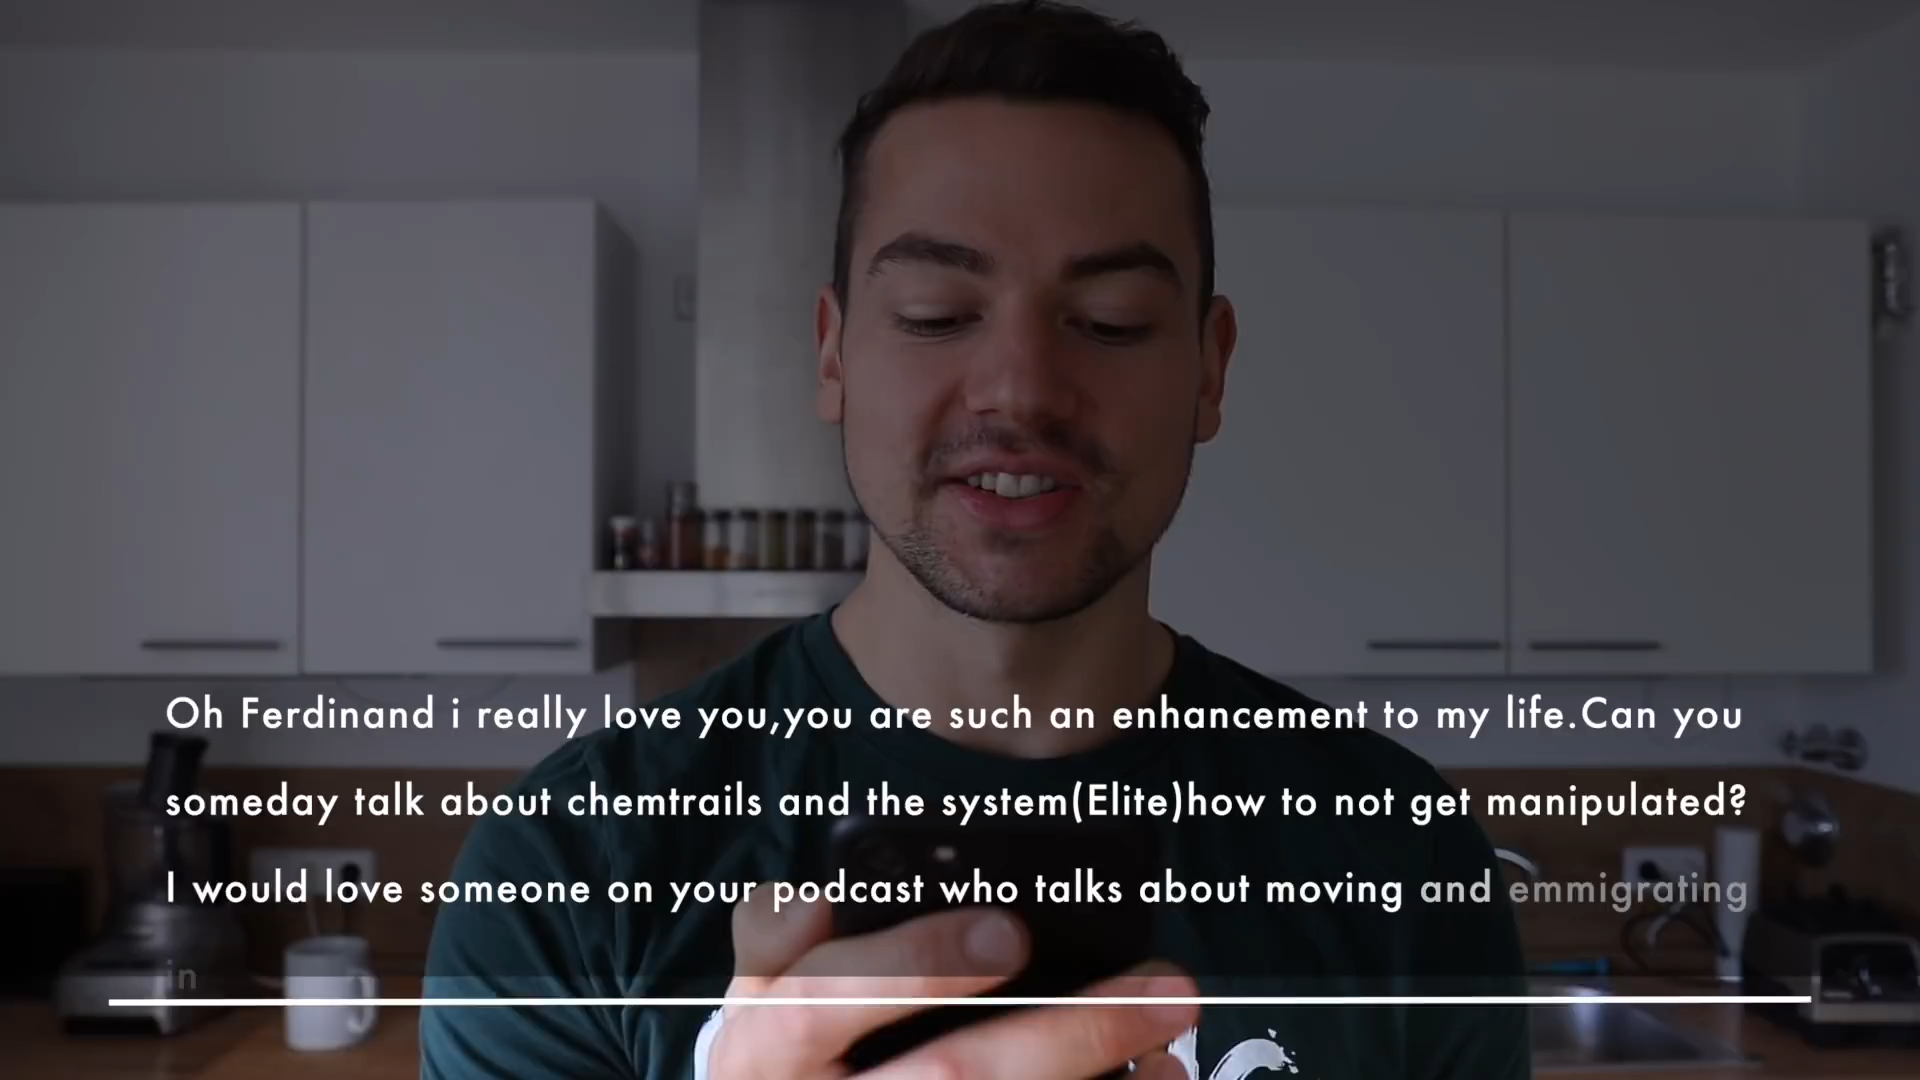 Oh Ferdinand i really love you,you are such an enhancement to my life.Can you
someday talk about chemtrails and the system(Elite)how to not get manipulated?
I would love someone on your podcast who talks about moving and emmigrating
in